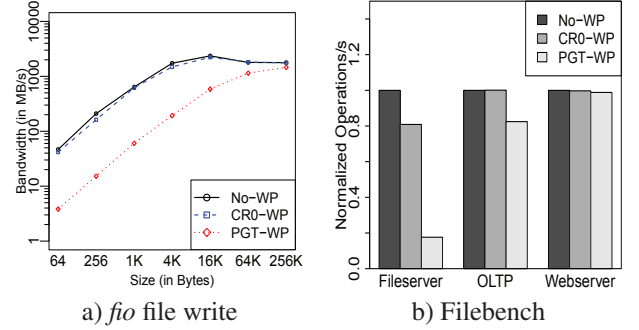 Bandwidth (in MB/s)
10000
1000
100
10
1
No−WP
CR0−WP
PGT−WP
64 256 1K 4K 16K 64K 256K
Size (in Bytes)
a) fio file write
Normalized Operations/s
1.2
0.8
0.4
0.0
No−WP
CR0−WP
PGT−WP
Fileserver OLTP Webserver
b) Filebench